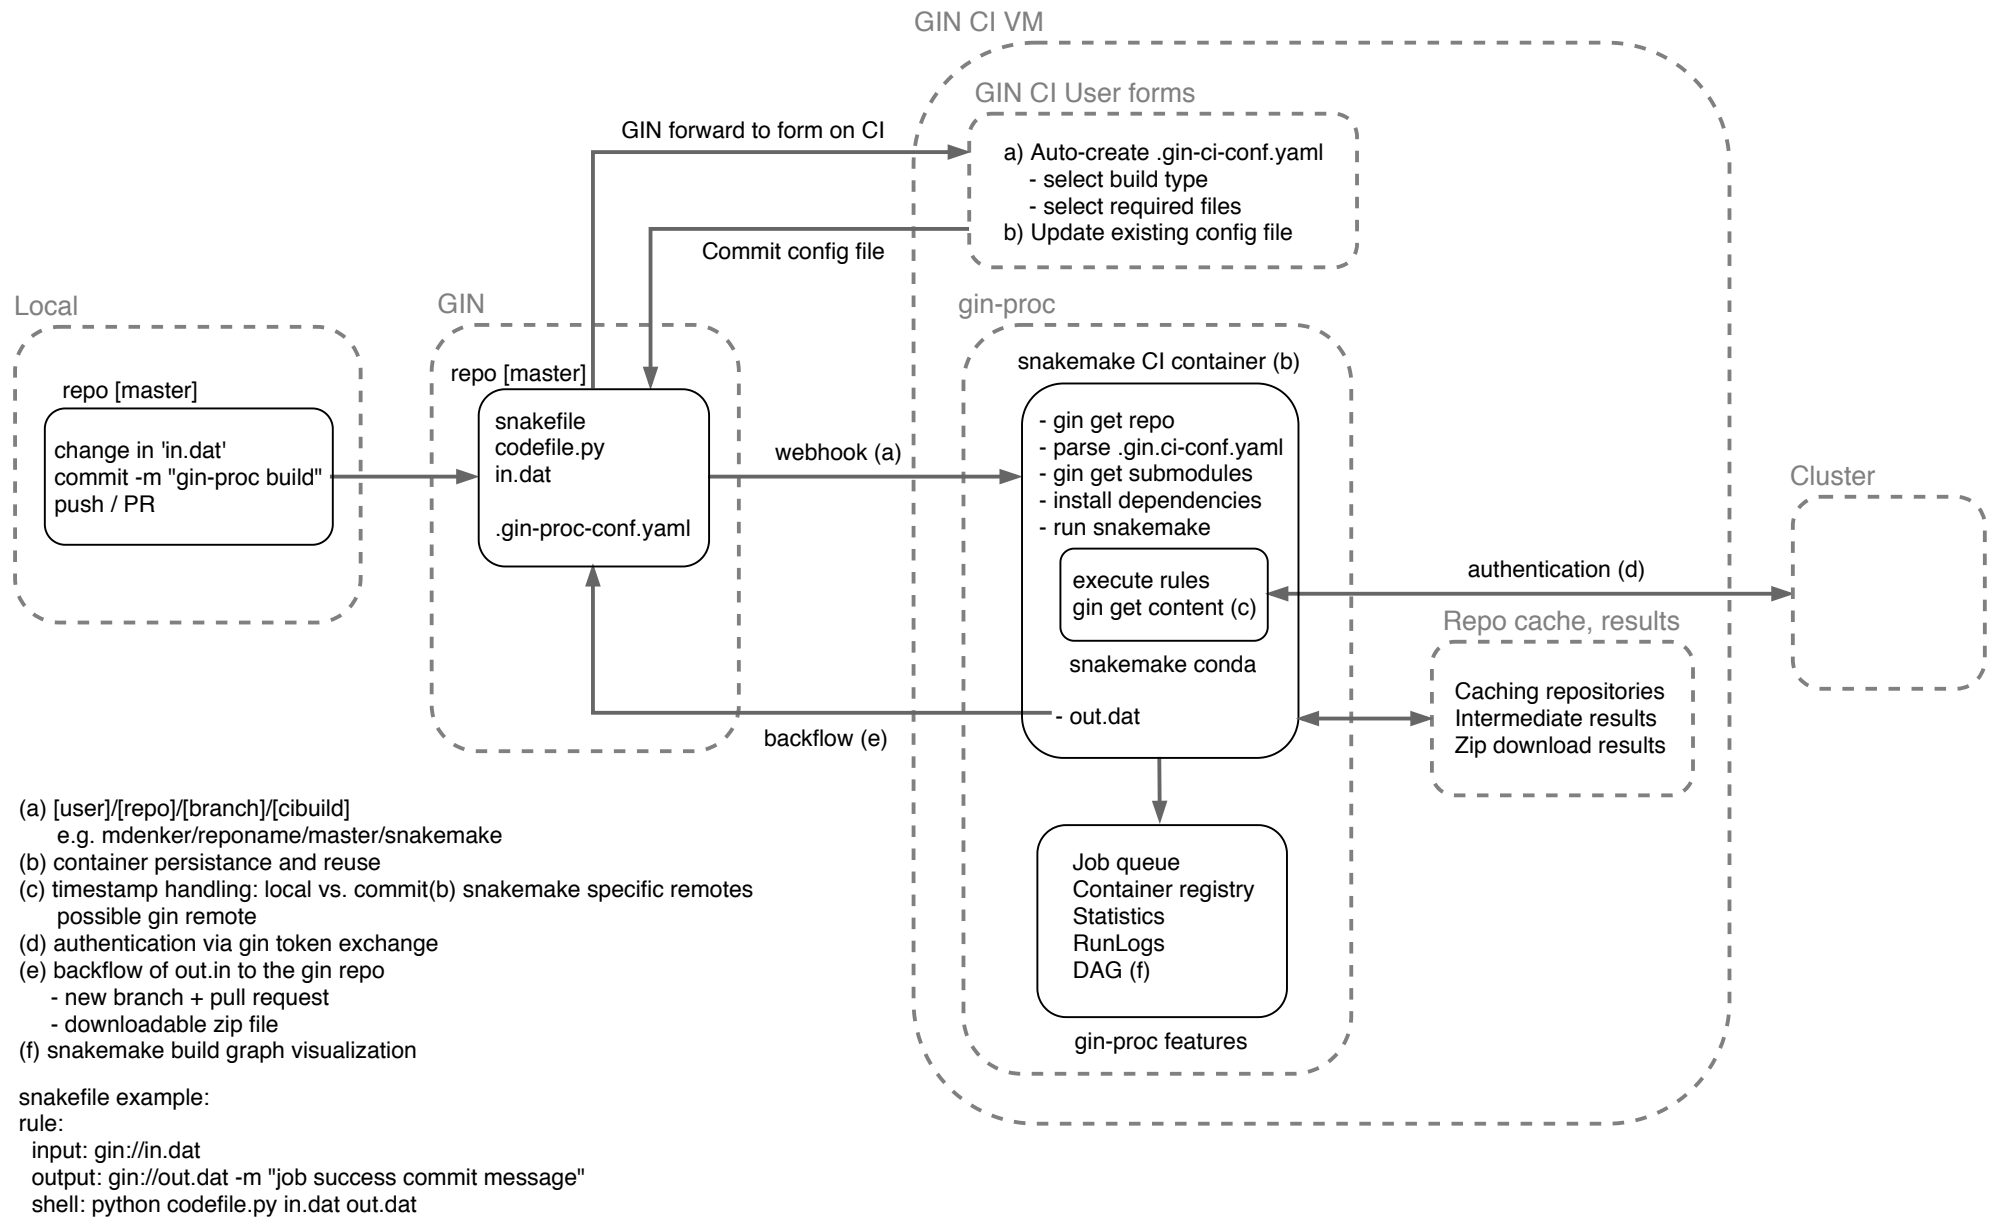 GIN CI VM
GIN CI User forms
GIN forward to form on CI
a) Auto-create .gin-ci-conf.yaml
- select build type
- select required files
b) Update existing config file
Commit config file
Local
repo [master]
change in 'in.dat'
commit -m "gin-proc build"
push / PR
GIN
repo [master]
snakefile
codefile.py
in.dat
.gin-proc-conf.yaml
webhook (a)
gin-proc
snakemake CI container (b)
- gin get repo
- parse .gin.ci-conf.yaml
- gin get submodules
- install dependencies
- run snakemake
execute rules
gin get content (c)
snakemake conda
- out.dat
backflow (e)
authentication (d)
Cluster
Repo cache, results
Caching repositories
Intermediate results
Zip download results
Job queue
Container registry
Statistics
RunLogs
DAG (f)
gin-proc features
(a) [user]/[repo]/[branch]/[cibuild]
e.g. mdenker/reponame/master/snakemake
(b) container persistance and reuse
(c) timestamp handling: local vs. commit(b) snakemake specific remotes
possible gin remote
(d) authentication via gin token exchange
(e) backflow of out.in to the gin repo
- new branch + pull request
- downloadable zip file
(f) snakemake build graph visualization
snakefile example:
rule:
input: gin://in.dat
output: gin://out.dat -m "job success commit message"
shell: python codefile.py in.dat out.dat